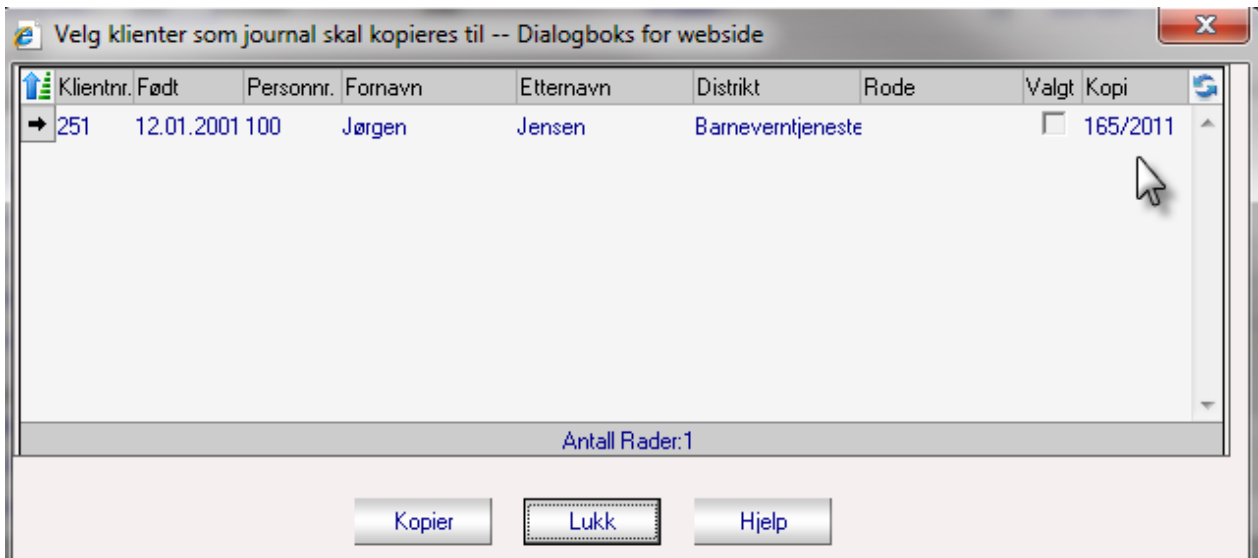 Velg klienter som journal skal kopieres til -- Dialogboks for webside
Klientnr. Født Personnr. Fornavn Etternavn Distrikt Rode Valgt Kopi
251 12.01.2001 100 Jørgen Jensen Barneverntjeneste 165/2011
Antall Rader:1
Kopier Lukk Hjelp